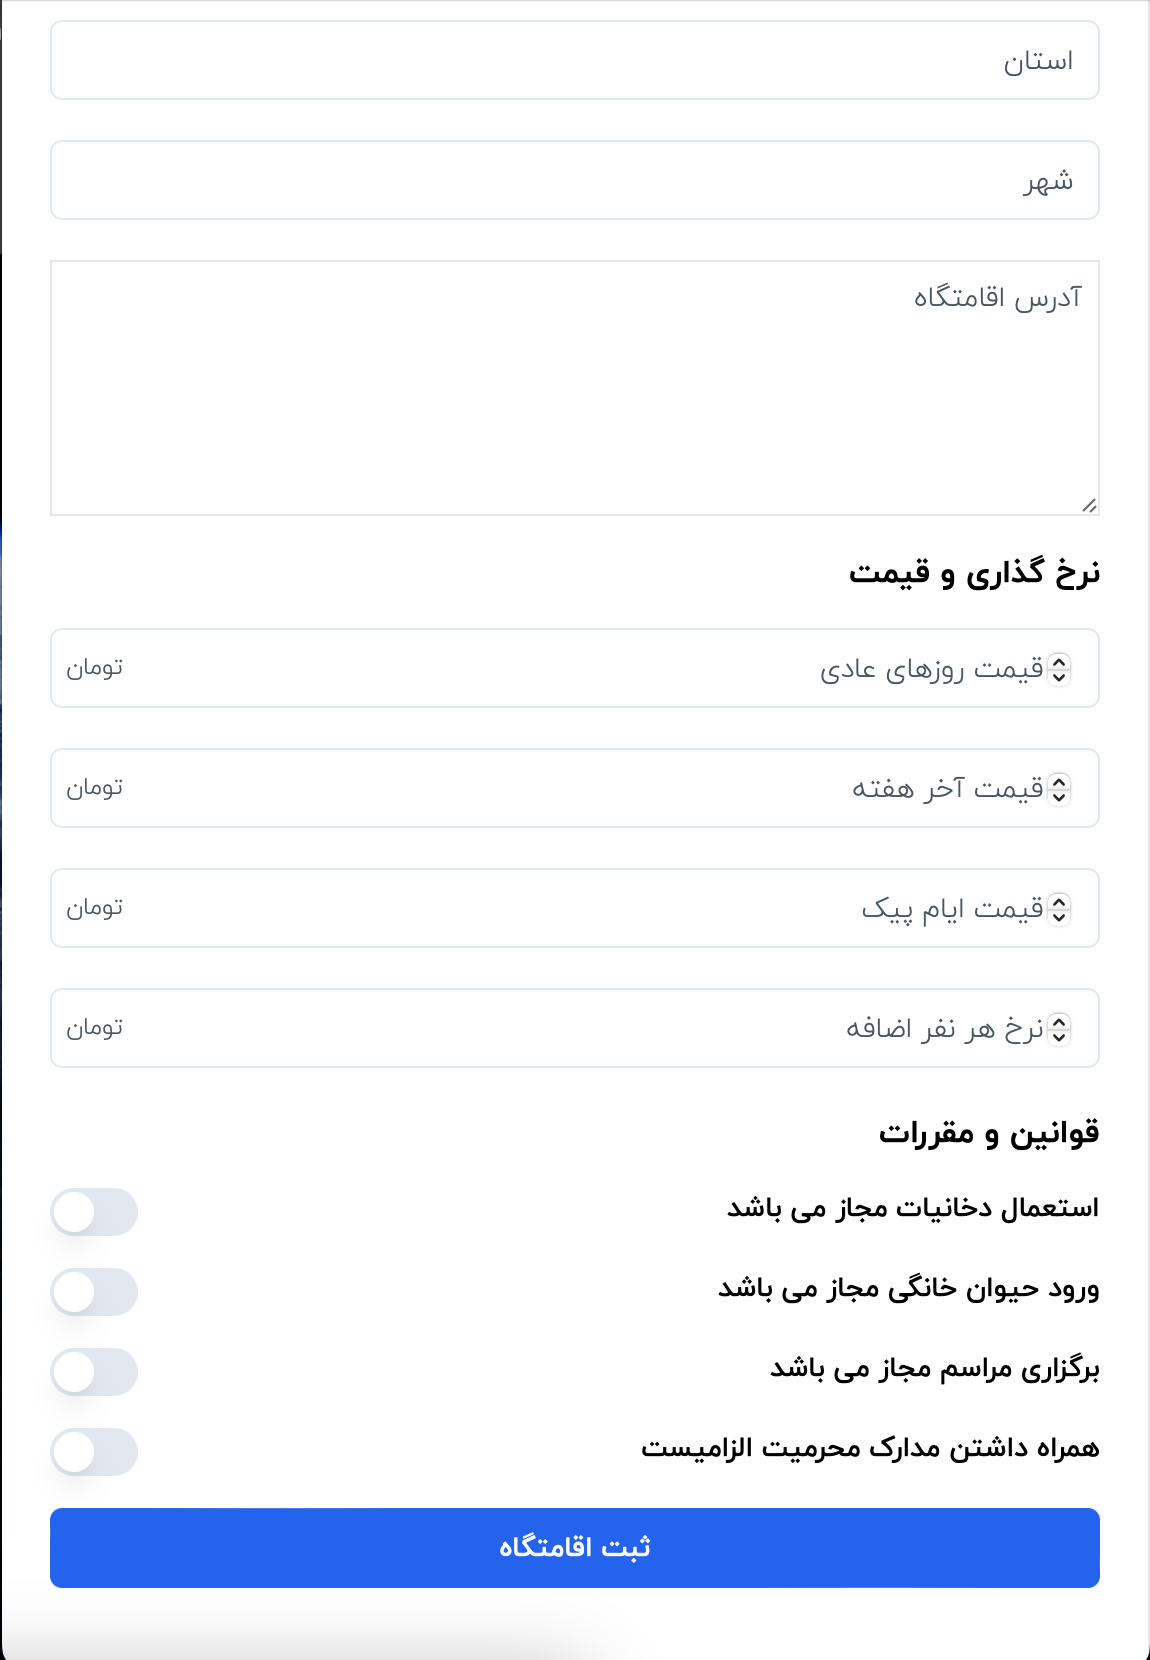 استان
شهر
آدرس اقامتگاه
نرخ گذاری و قیمت
قیمت روزهای عادی تومان
قیمت آخر هفته تومان
قیمت ایام پیک تومان
نرخ هر نفر اضافه تومان
قوانین و مقررات
استعمال دخانیات مجاز می باشد
ورود حیوان خانگی مجاز می باشد
برگزاری مراسم مجاز می باشد
همراه داشتن مدارک محرمیت الزامیست
ثبت اقامتگاه